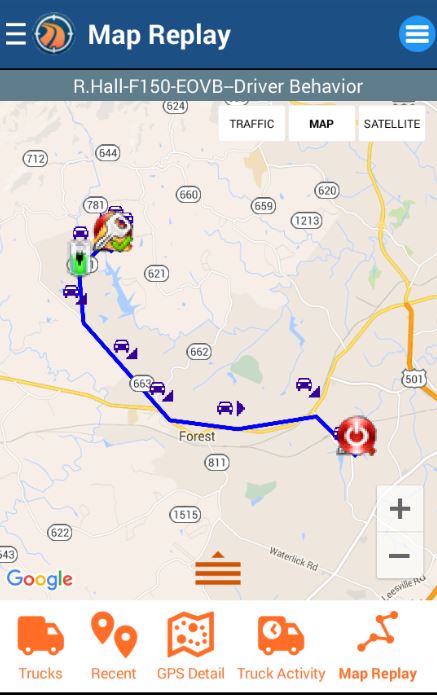 Map Replay
R.Hall-F150-EOVB--Driver Behavior
624
TRAFFIC
MAP
SATELLITE
712
644
781
660
620
659
1213
621
662
501
663
Forest
811
1515
622
+
643
Waterlick Rd
−
Google
Leesville Rd
Trucks
Recent
GPS Detail
Truck Activity
Map Replay